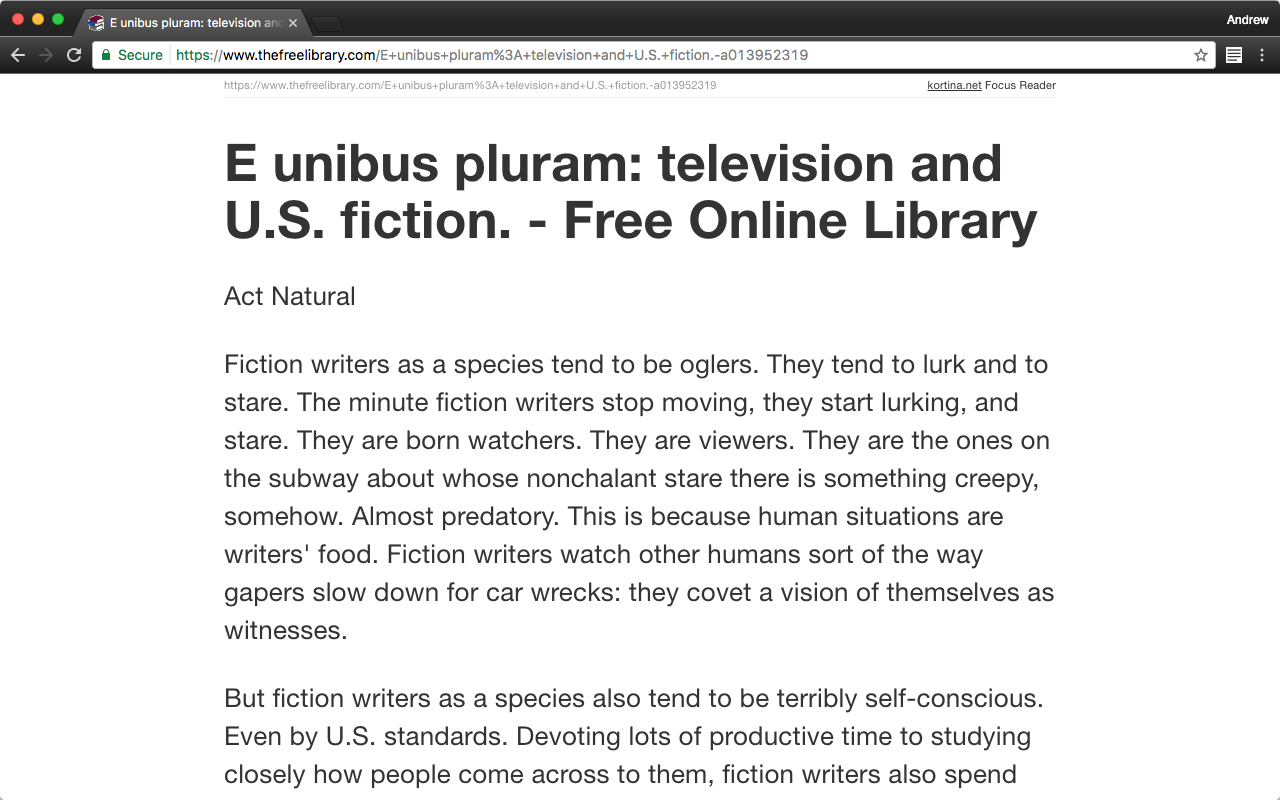 E unibus pluram: television and
Andrew
Secure https://www.thefreelibrary.com/E+unibus+pluram%3A+television+and+U.S.+fiction.-a013952319
https://www.thefreelibrary.com/E+unibus+pluram%3A+television+and+U.S.+fiction.-a013952319 kortina.net Focus Reader
E unibus pluram: television and
U.S. fiction. - Free Online Library
Act Natural
Fiction writers as a species tend to be oglers. They tend to lurk and to
stare. The minute fiction writers stop moving, they start lurking, and
stare. They are born watchers. They are viewers. They are the ones on
the subway about whose nonchalant stare there is something creepy,
somehow. Almost predatory. This is because human situations are
writers' food. Fiction writers watch other humans sort of the way
gapers slow down for car wrecks: they covet a vision of themselves as
witnesses.
But fiction writers as a species also tend to be terribly self-conscious.
Even by U.S. standards. Devoting lots of productive time to studying
closely how people come across to them, fiction writers also spend